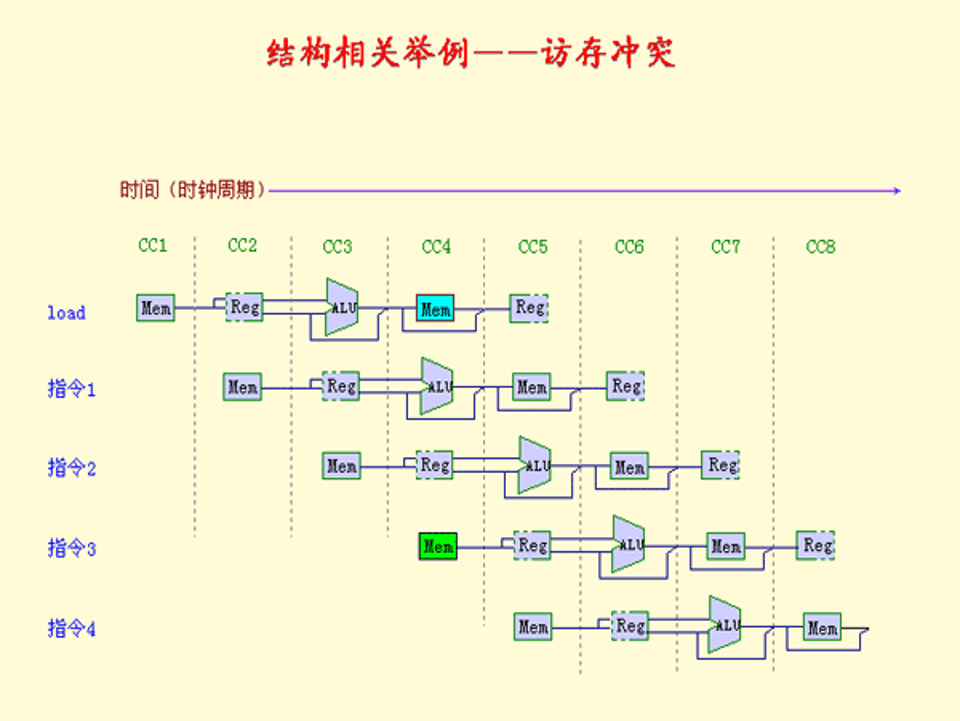 结构相关举例——访存冲突
时间（时钟周期）
CC1 CC2 CC3 CC4 CC5 CC6 CC7 CC8
load Mem Reg ALU Mem Reg
指令1 Mem Reg ALU Mem Reg
指令2 Mem Reg ALU Mem Reg
指令3 Mem Reg ALU Mem Reg
指令4 Mem Reg ALU Mem